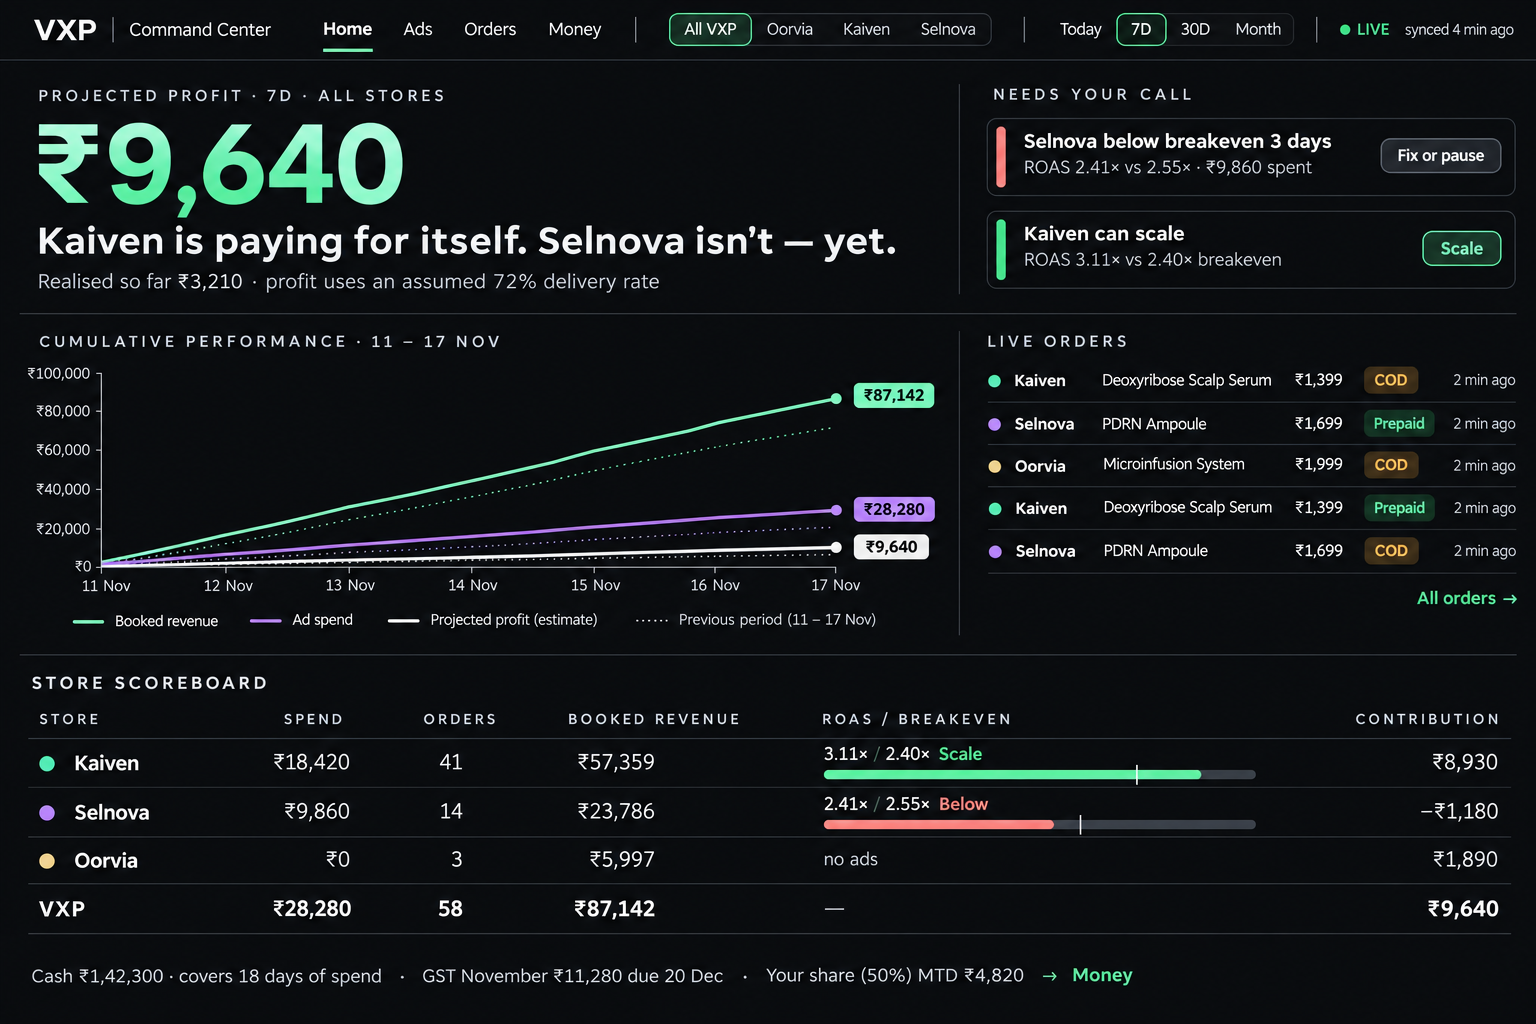 VXP | Command Center Home Ads Orders Money | All VXP Oorvia Kaiven Selnova | Today 7D 30D Month | LIVE synced 4 min ago
PROJECTED PROFIT · 7D · ALL STORES
₹9,640
Kaiven is paying for itself. Selnova isn't — yet.
Realised so far ₹3,210 · profit uses an assumed 72% delivery rate
NEEDS YOUR CALL
Selnova below breakeven 3 days
ROAS 2.41× vs 2.55× · ₹9,860 spent
Fix or pause
Kaiven can scale
ROAS 3.11× vs 2.40× breakeven
Scale
CUMULATIVE PERFORMANCE · 11 – 17 NOV
₹100,000
₹80,000
₹60,000
₹40,000
₹20,000
₹0
11 Nov 12 Nov 13 Nov 14 Nov 15 Nov 16 Nov 17 Nov
₹87,142
₹28,280
₹9,640
Booked revenue Ad spend Projected profit (estimate) Previous period (11 – 17 Nov)
LIVE ORDERS
Kaiven Deoxyribose Scalp Serum ₹1,399 COD 2 min ago
Selnova PDRN Ampoule ₹1,699 Prepaid 2 min ago
Oorvia Microinfusion System ₹1,999 COD 2 min ago
Kaiven Deoxyribose Scalp Serum ₹1,399 Prepaid 2 min ago
Selnova PDRN Ampoule ₹1,699 COD 2 min ago
All orders →
STORE SCOREBOARD
STORE SPEND ORDERS BOOKED REVENUE ROAS / BREAKEVEN CONTRIBUTION
Kaiven ₹18,420 41 ₹57,359 3.11× / 2.40× Scale ₹8,930
Selnova ₹9,860 14 ₹23,786 2.41× / 2.55× Below −₹1,180
Oorvia ₹0 3 ₹5,997 no ads ₹1,890
VXP ₹28,280 58 ₹87,142 — ₹9,640
Cash ₹1,42,300 · covers 18 days of spend · GST November ₹11,280 due 20 Dec · Your share (50%) MTD ₹4,820 → Money